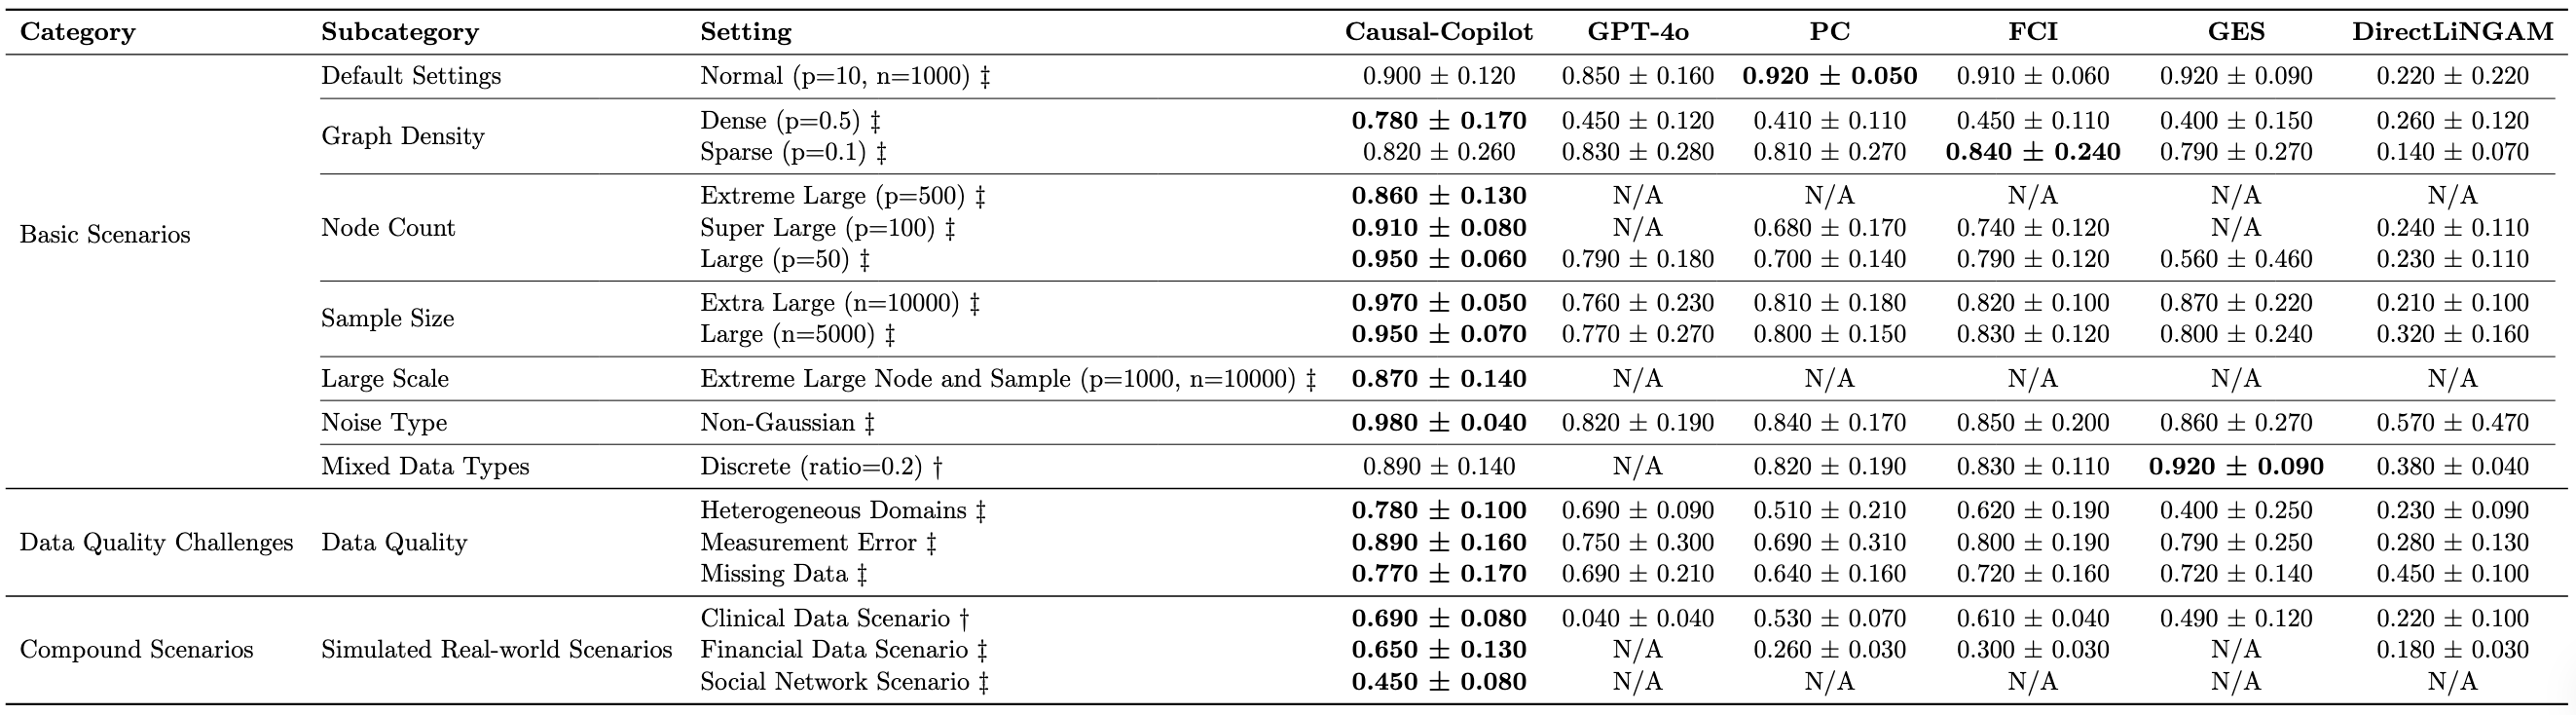 Category Subcategory Setting Causal-Copilot GPT-4o PC FCI GES DirectLiNGAM
Basic Scenarios
Default Settings Normal (p=10, n=1000) ‡ 0.900 ± 0.120 0.850 ± 0.160 0.920 ± 0.050 0.910 ± 0.060 0.920 ± 0.090 0.220 ± 0.220
Graph Density
Dense (p=0.5) ‡ 0.780 ± 0.170 0.450 ± 0.120 0.410 ± 0.110 0.450 ± 0.110 0.400 ± 0.150 0.260 ± 0.120
Sparse (p=0.1) ‡ 0.820 ± 0.260 0.830 ± 0.280 0.810 ± 0.270 0.840 ± 0.240 0.790 ± 0.270 0.140 ± 0.070
Node Count
Extreme Large (p=500) ‡ 0.860 ± 0.130 N/A N/A N/A N/A N/A
Super Large (p=100) ‡ 0.910 ± 0.080 N/A 0.680 ± 0.170 0.740 ± 0.120 N/A 0.240 ± 0.110
Large (p=50) ‡ 0.950 ± 0.060 0.790 ± 0.180 0.700 ± 0.140 0.790 ± 0.120 0.560 ± 0.460 0.230 ± 0.110
Sample Size
Extra Large (n=10000) ‡ 0.970 ± 0.050 0.760 ± 0.230 0.810 ± 0.180 0.820 ± 0.100 0.870 ± 0.220 0.210 ± 0.100
Large (n=5000) ‡ 0.950 ± 0.070 0.770 ± 0.270 0.800 ± 0.150 0.830 ± 0.120 0.800 ± 0.240 0.320 ± 0.160
Large Scale Extreme Large Node and Sample (p=1000, n=10000) ‡ 0.870 ± 0.140 N/A N/A N/A N/A N/A
Noise Type Non-Gaussian ‡ 0.980 ± 0.040 0.820 ± 0.190 0.840 ± 0.170 0.850 ± 0.200 0.860 ± 0.270 0.570 ± 0.470
Mixed Data Types Discrete (ratio=0.2) † 0.890 ± 0.140 N/A 0.820 ± 0.190 0.830 ± 0.110 0.920 ± 0.090 0.380 ± 0.040
Data Quality Challenges Data Quality
Heterogeneous Domains ‡ 0.780 ± 0.100 0.690 ± 0.090 0.510 ± 0.210 0.620 ± 0.190 0.400 ± 0.250 0.230 ± 0.090
Measurement Error ‡ 0.890 ± 0.160 0.750 ± 0.300 0.690 ± 0.310 0.800 ± 0.190 0.790 ± 0.250 0.280 ± 0.130
Missing Data ‡ 0.770 ± 0.170 0.690 ± 0.210 0.640 ± 0.160 0.720 ± 0.160 0.720 ± 0.140 0.450 ± 0.100
Compound Scenarios Simulated Real-world Scenarios
Clinical Data Scenario † 0.690 ± 0.080 0.040 ± 0.040 0.530 ± 0.070 0.610 ± 0.040 0.490 ± 0.120 0.220 ± 0.100
Financial Data Scenario ‡ 0.650 ± 0.130 N/A 0.260 ± 0.030 0.300 ± 0.030 N/A 0.180 ± 0.030
Social Network Scenario ‡ 0.450 ± 0.080 N/A N/A N/A N/A N/A